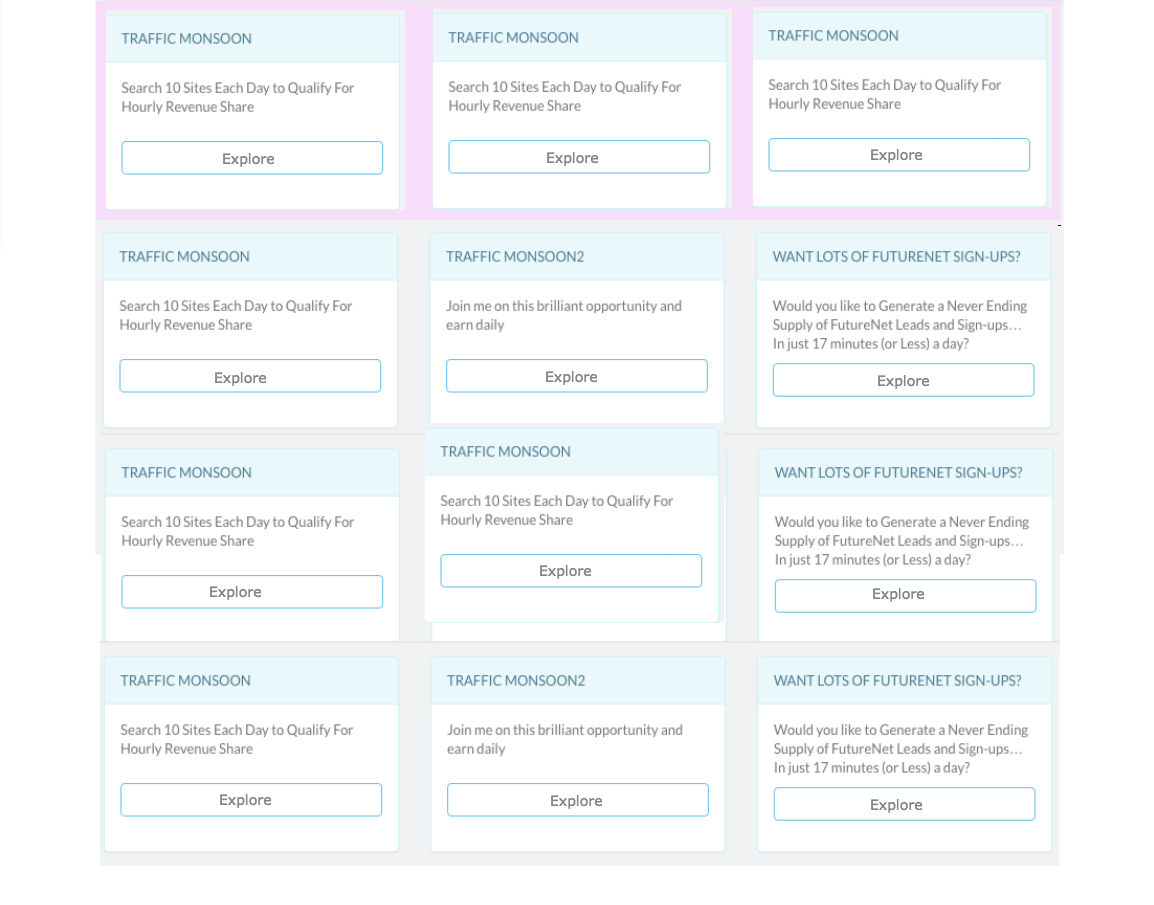 TRAFFIC MONSOON
Search 10 Sites Each Day to Qualify For
Hourly Revenue Share
Explore
TRAFFIC MONSOON
Search 10 Sites Each Day to Qualify For
Hourly Revenue Share
Explore
TRAFFIC MONSOON
Search 10 Sites Each Day to Qualify For
Hourly Revenue Share
Explore
TRAFFIC MONSOON
Search 10 Sites Each Day to Qualify For
Hourly Revenue Share
Explore
TRAFFIC MONSOON2
Join me on this brilliant opportunity and
earn daily
Explore
WANT LOTS OF FUTURENET SIGN-UPS?
Would you like to Generate a Never Ending
Supply of FutureNet Leads and Sign-ups…
In just 17 minutes (or Less) a day?
Explore
TRAFFIC MONSOON
Search 10 Sites Each Day to Qualify For
Hourly Revenue Share
Explore
TRAFFIC MONSOON
Search 10 Sites Each Day to Qualify For
Hourly Revenue Share
Explore
WANT LOTS OF FUTURENET SIGN-UPS?
Would you like to Generate a Never Ending
Supply of FutureNet Leads and Sign-ups…
In just 17 minutes (or Less) a day?
Explore
TRAFFIC MONSOON
Search 10 Sites Each Day to Qualify For
Hourly Revenue Share
Explore
TRAFFIC MONSOON2
Join me on this brilliant opportunity and
earn daily
Explore
WANT LOTS OF FUTURENET SIGN-UPS?
Would you like to Generate a Never Ending
Supply of FutureNet Leads and Sign-ups…
In just 17 minutes (or Less) a day?
Explore